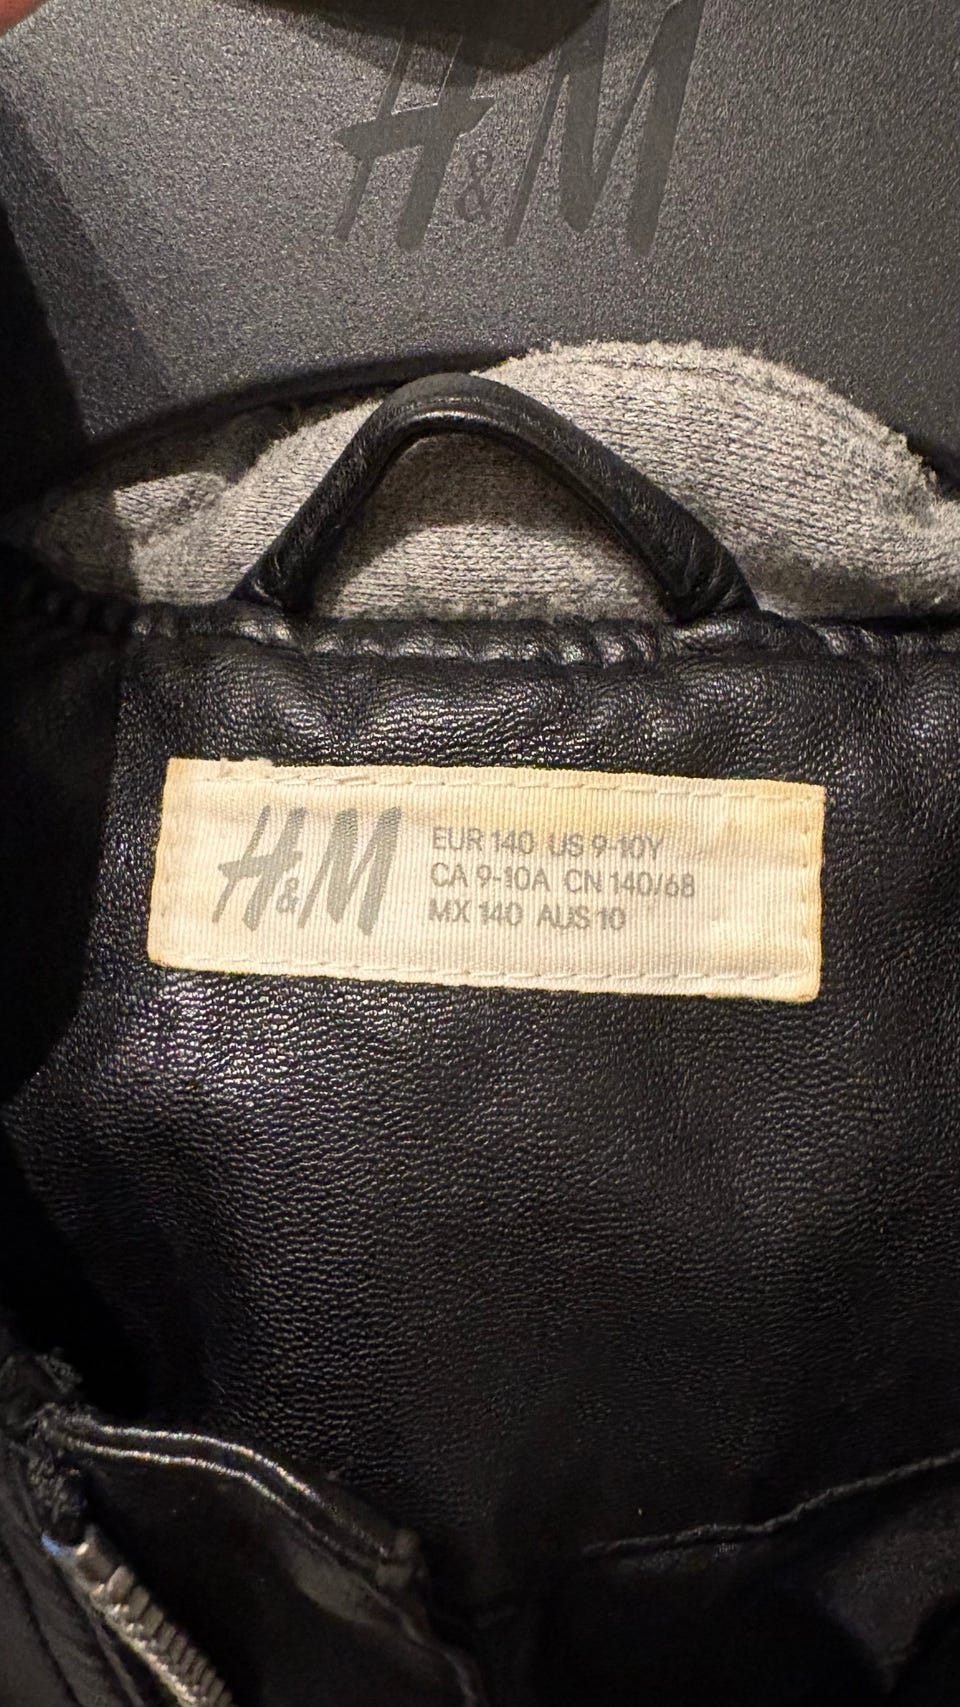 H&M
H&M
EUR 140 US 9-10Y
CA 9-10A CN 140/68
MX 140 AUS 10